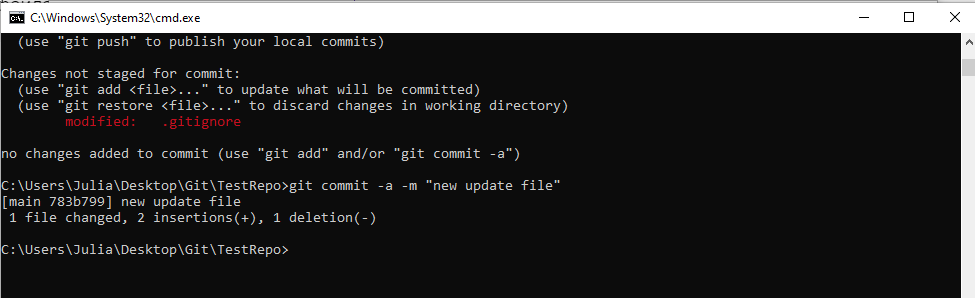 C:\Windows\System32\cmd.exe
(use "git push" to publish your local commits)
Changes not staged for commit:
(use "git add <file>..." to update what will be committed)
(use "git restore <file>..." to discard changes in working directory)
modified: .gitignore
no changes added to commit (use "git add" and/or "git commit -a")
C:\Users\Julia\Desktop\Git\TestRepo>git commit -a -m "new update file"
[main 783b799] new update file
1 file changed, 2 insertions(+), 1 deletion(-)
C:\Users\Julia\Desktop\Git\TestRepo>